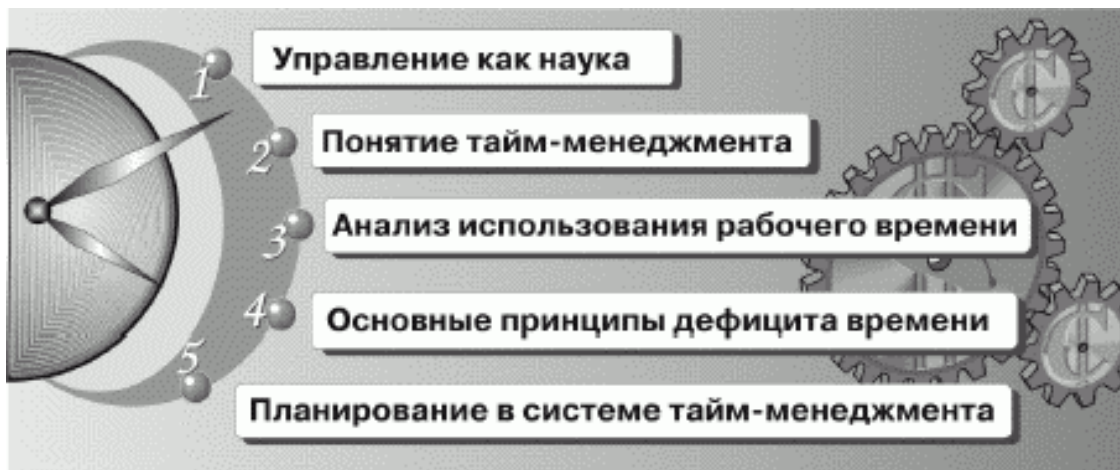 1 Управление как наука
2 Понятие тайм-менеджмента
3 Анализ использования рабочего времени
4 Основные принципы дефицита времени
5 Планирование в системе тайм-менеджмента